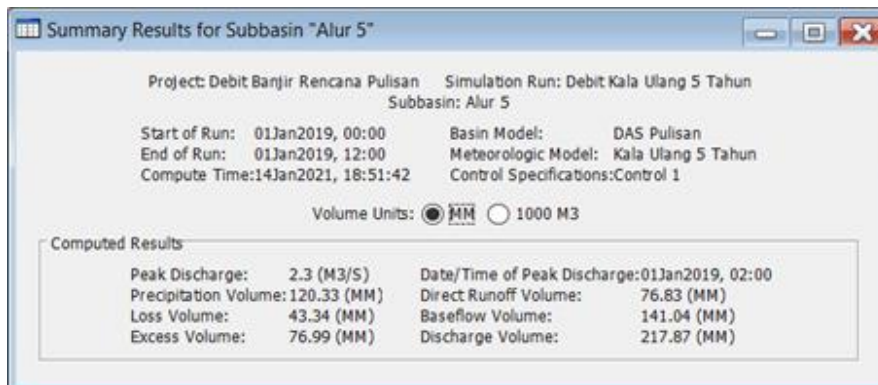 Summary Results for Subbasin "Alur 5"
Project: Debit Banjir Rencana Pulisan Simulation Run: Debit Kala Ulang 5 Tahun
Subbasin: Alur 5
Start of Run: 01Jan2019, 00:00 Basin Model: DAS Pulisan
End of Run: 01Jan2019, 12:00 Meteorologic Model: Kala Ulang 5 Tahun
Compute Time:14Jan2021, 18:51:42 Control Specifications:Control 1
Volume Units: MM 1000 M3
Computed Results
Peak Discharge: 2.3 (M3/S) Date/Time of Peak Discharge:01Jan2019, 02:00
Precipitation Volume:120.33 (MM) Direct Runoff Volume: 76.83 (MM)
Loss Volume: 43.34 (MM) Baseflow Volume: 141.04 (MM)
Excess Volume: 76.99 (MM) Discharge Volume: 217.87 (MM)